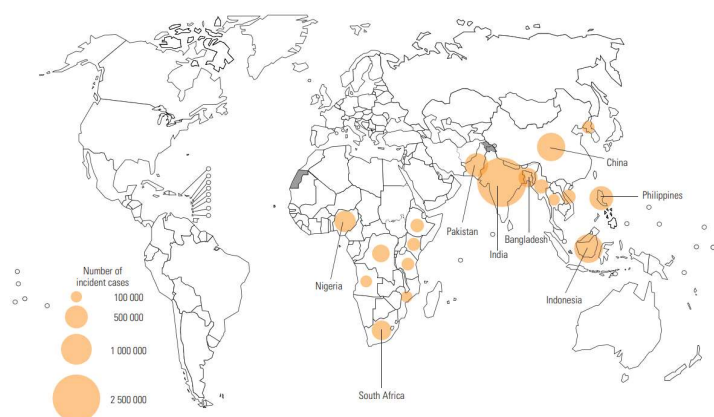 China
Philippines
Pakistan
Bangladesh
India
Nigeria
Indonesia
South Africa
Number of
incident cases
100 000
500 000
1 000 000
2 500 000